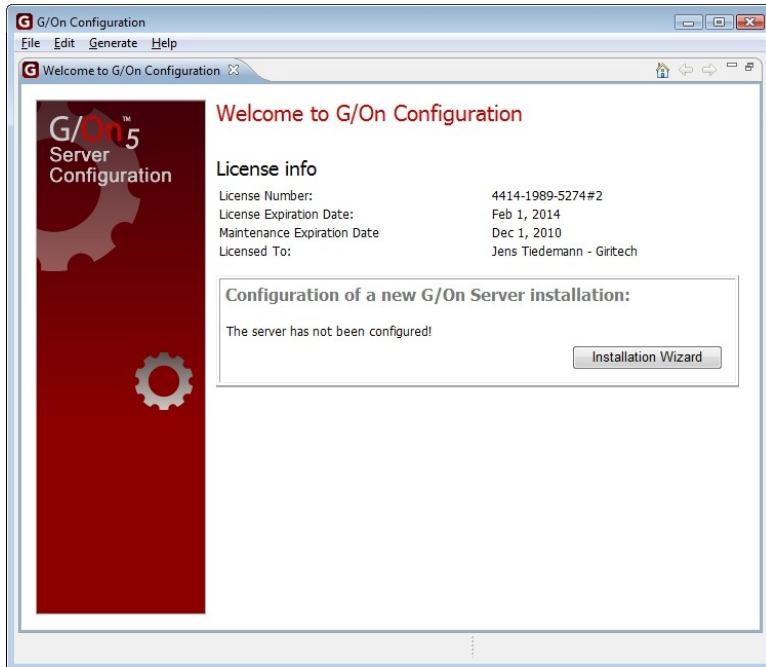 G/On Configuration
File Edit Generate Help
Welcome to G/On Configuration
G/On™ 5
Server
Configuration
Welcome to G/On Configuration
License info
License Number: 4414-1989-5274#2
License Expiration Date: Feb 1, 2014
Maintenance Expiration Date Dec 1, 2010
Licensed To: Jens Tiedemann - Giritech
Configuration of a new G/On Server installation:
The server has not been configured!
Installation Wizard